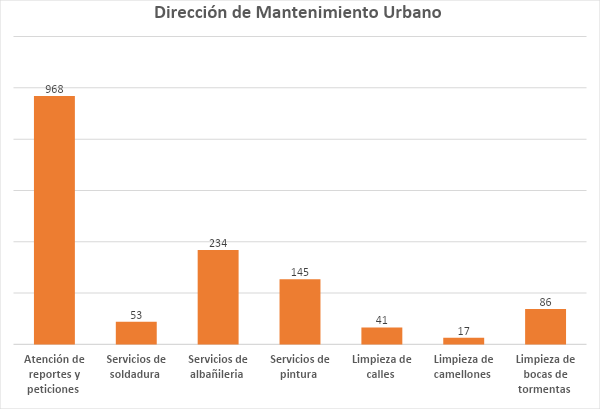 Dirección de Mantenimiento Urbano
968
53
234
145
41
17
86
Atención de
reportes y
peticiones
Servicios de
soldadura
Servicios de
albañileria
Servicios de
pintura
Limpieza de
calles
Limpieza de
camellones
Limpieza de
bocas de
tormentas